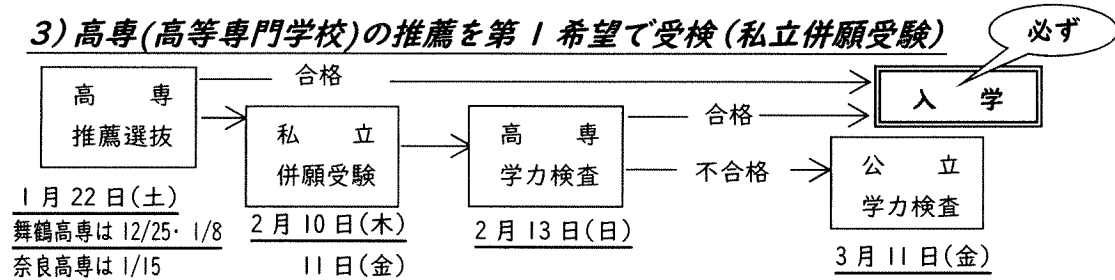 3) 高専(高等専門学校)の推薦を第1希望で受検(私立併願受験)
必ず
高専
推薦選抜
合格
入学
私立
併願受験
高専
学力検査
合格
不合格
公立
学力検査
1月22日(土)
舞鶴高専は12/25・1/8
奈良高専は1/15
2月10日(木)
11日(金)
2月13日(日)
3月11日(金)